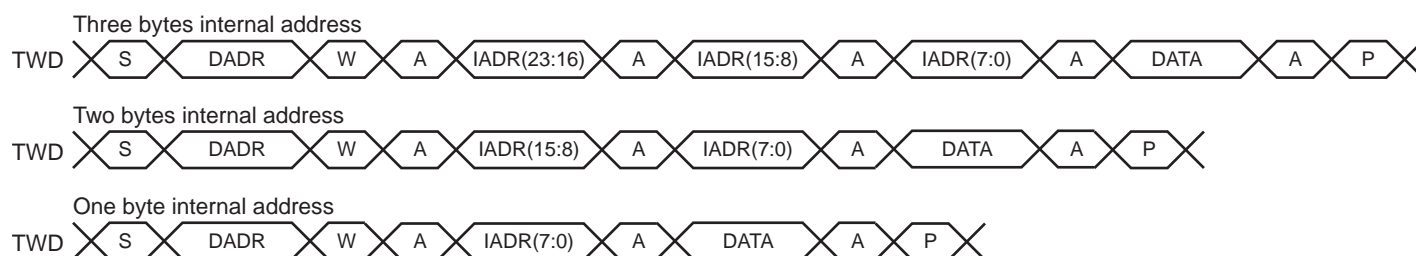 Three bytes internal address
TWD S DADR W A IADR(23:16) A IADR(15:8) A IADR(7:0) A DATA A P
Two bytes internal address
TWD S DADR W A IADR(15:8) A IADR(7:0) A DATA A P
One byte internal address
TWD S DADR W A IADR(7:0) A DATA A P